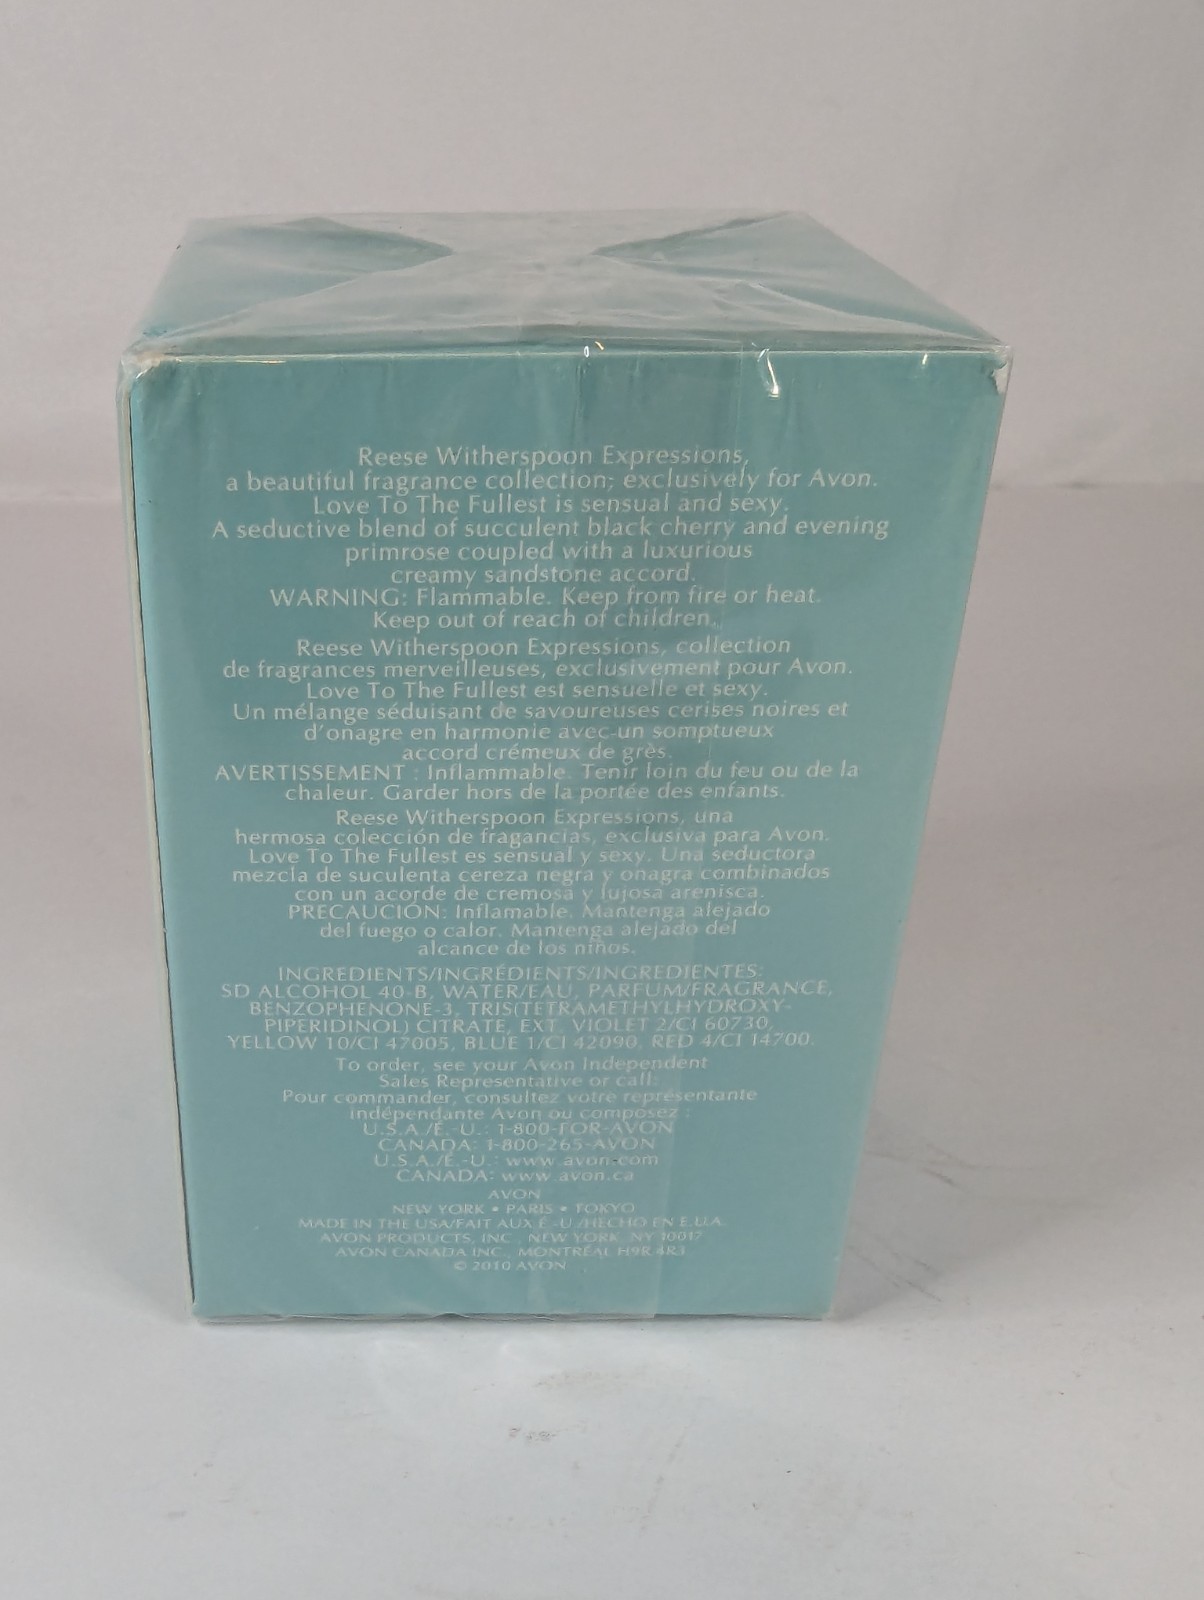 Reese Witherspoon Expressions,
a beautiful fragrance collection; exclusively for Avon.
Love To The Fullest is sensual and sexy.
A seductive blend of succulent black cherry and evening
primrose coupled with a luxurious
creamy sandstone accord.
WARNING: Flammable. Keep from fire or heat.
Keep out of reach of children.
Reese Witherspoon Expressions, collection
de fragrances merveilleuses, exclusivement pour Avon.
Love To The Fullest est sensuelle et sexy.
Un mélange séduisant de savoureuses cerises noires et
d'onagre en harmonie avec un somptueux
accord crémeux de grès.
AVERTISSEMENT : Inflammable. Tenir loin du feu ou de la
chaleur. Garder hors de la portée des enfants.
Reese Witherspoon Expressions, una
hermosa colección de fragancias, exclusiva para Avon.
Love To The Fullest es sensual y sexy. Una seductora
mezcla de suculenta cereza negra y onagra combinados
con un acorde de cremosa y lujosa arenisca.
PRECAUCIÓN: Inflamable. Mantenga alejado
del fuego o calor. Mantenga alejado del
alcance de los niños.
INGREDIENTS/INGRÉDIENTS/INGREDIENTES:
SD ALCOHOL 40-B, WATER/EAU, PARFUM/FRAGRANCE,
BENZOPHENONE-3, TRIS(TETRAMETHYLHYDROXY-
PIPERIDINOL) CITRATE, EXT. VIOLET 2/CI 60730,
YELLOW 10/CI 47005, BLUE 1/CI 42090, RED 4/CI 14700.
To order, see your Avon Independent
Sales Representative or call:
Pour commander, consultez votre représentante
indépendante Avon ou composez :
U.S.A./É.-U.: 1-800-FOR-AVON
CANADA: 1-800-265-AVON
U.S.A./É.-U.: www.avon.com
CANADA: www.avon.ca
AVON
NEW YORK • PARIS • TOKYO
MADE IN THE USA/FAIT AUX É.-U./HECHO EN E.U.A.
AVON PRODUCTS, INC., NEW YORK, NY 10017
AVON CANADA INC., MONTRÉAL H9R 4R3
© 2010 AVON